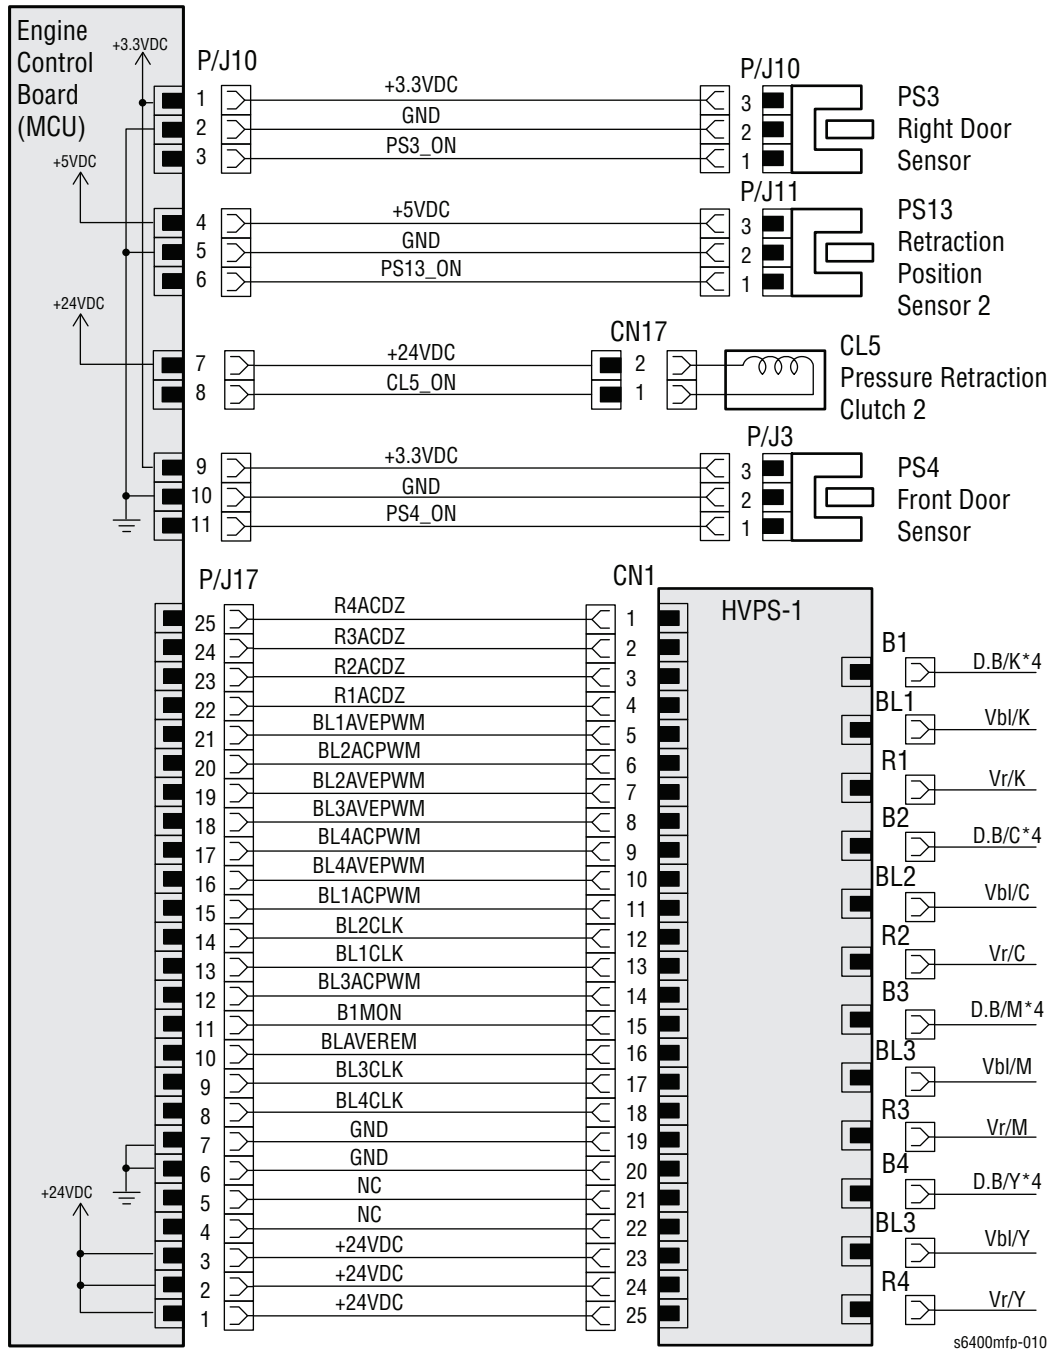 Engine
Control
Board
(MCU)
+3.3VDC
P/J10
P/J10
1 +3.3VDC 3
2 GND 2
3 PS3_ON 1
PS3
Right Door
Sensor
+5VDC
P/J11
4 +5VDC 3
5 GND 2
6 PS13_ON 1
PS13
Retraction
Position
Sensor 2
+24VDC
CN17
7 +24VDC 2
8 CL5_ON 1
CL5
Pressure Retraction
Clutch 2
P/J3
9 +3.3VDC 3
10 GND 2
11 PS4_ON 1
PS4
Front Door
Sensor
P/J17
CN1
HVPS-1
25 R4ACDZ 1
24 R3ACDZ 2
23 R2ACDZ 3
22 R1ACDZ 4
21 BL1AVEPWM 5
20 BL2ACPWM 6
19 BL2AVEPWM 7
18 BL3AVEPWM 8
17 BL4ACPWM 9
16 BL4AVEPWM 10
15 BL1ACPWM 11
14 BL2CLK 12
13 BL1CLK 13
12 BL3ACPWM 14
11 B1MON 15
10 BLAVEREM 16
9 BL3CLK 17
8 BL4CLK 18
7 GND 19
6 GND 20
5 NC 21
4 NC 22
3 +24VDC 23
2 +24VDC 24
1 +24VDC 25
+24VDC
B1 D.B/K*4
BL1 Vbl/K
R1 Vr/K
B2 D.B/C*4
BL2 Vbl/C
R2 Vr/C
B3 D.B/M*4
BL3 Vbl/M
R3 Vr/M
B4 D.B/Y*4
BL3 Vbl/Y
R4 Vr/Y
s6400mfp-010